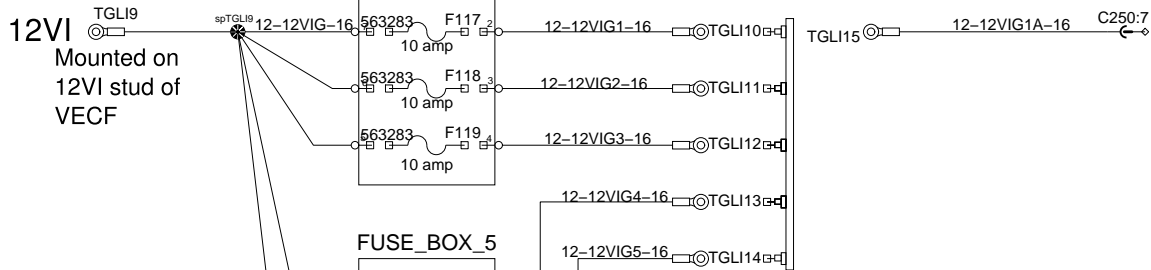 12VI
TGLI9
Mounted on
12VI stud of
VECF
spTGLI9
12-12VIG-16
563283
F117
2
10 amp
12-12VIG1-16
TGLI10
563283
F118
3
10 amp
12-12VIG2-16
TGLI11
563283
F119
4
10 amp
12-12VIG3-16
TGLI12
12-12VIG4-16
TGLI13
FUSE_BOX_5
12-12VIG5-16
TGLI14
TGLI15
12-12VIG1A-16
C250:7